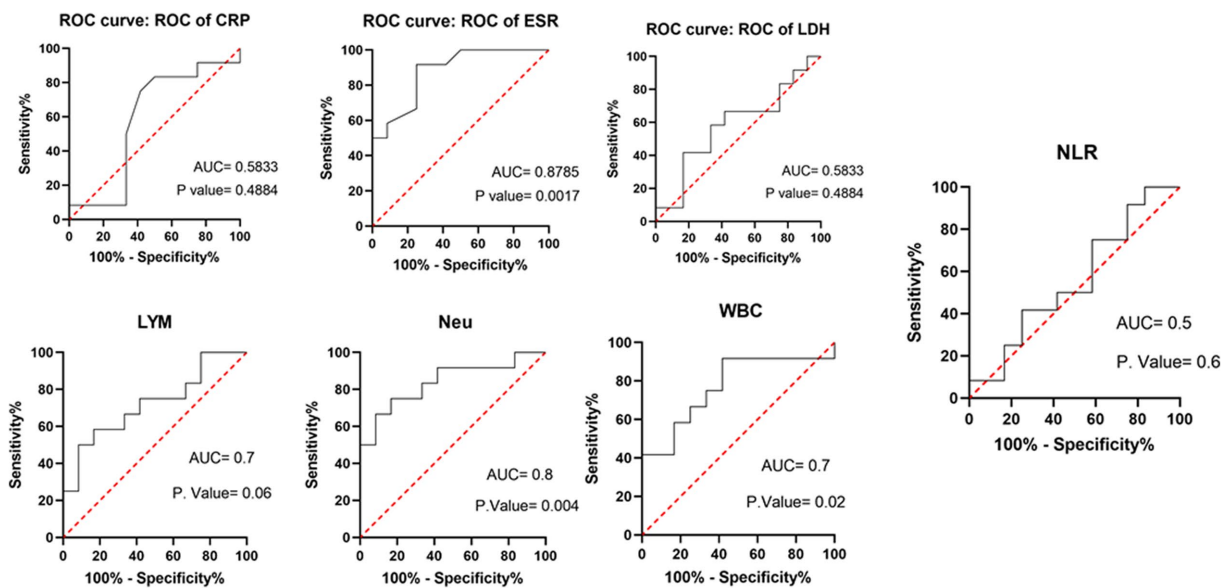 ROC curve: ROC of CRP
100
80
60
40
20
0
Sensitivity%
AUC= 0.5833
P value= 0.4884
0 20 40 60 80 100
100% - Specificity%
ROC curve: ROC of ESR
100
80
60
40
20
0
Sensitivity%
AUC= 0.8785
P value= 0.0017
0 20 40 60 80 100
100% - Specificity%
ROC curve: ROC of LDH
100
80
60
40
20
0
Sensitivity%
AUC= 0.5833
P value= 0.4884
0 20 40 60 80 100
100% - Specificity%
NLR
100
80
60
40
20
0
Sensitivity%
AUC= 0.5
P. Value= 0.6
0 20 40 60 80 100
100% - Specificity%
LYM
100
80
60
40
20
0
Sensitivity%
AUC= 0.7
P. Value= 0.06
0 20 40 60 80 100
100% - Specificity%
Neu
100
80
60
40
20
0
Sensitivity%
AUC= 0.8
P.Value= 0.004
0 20 40 60 80 100
100% - Specificity%
WBC
100
80
60
40
20
0
Sensitivity%
AUC= 0.7
P.Value= 0.02
0 20 40 60 80 100
100% - Specificity%